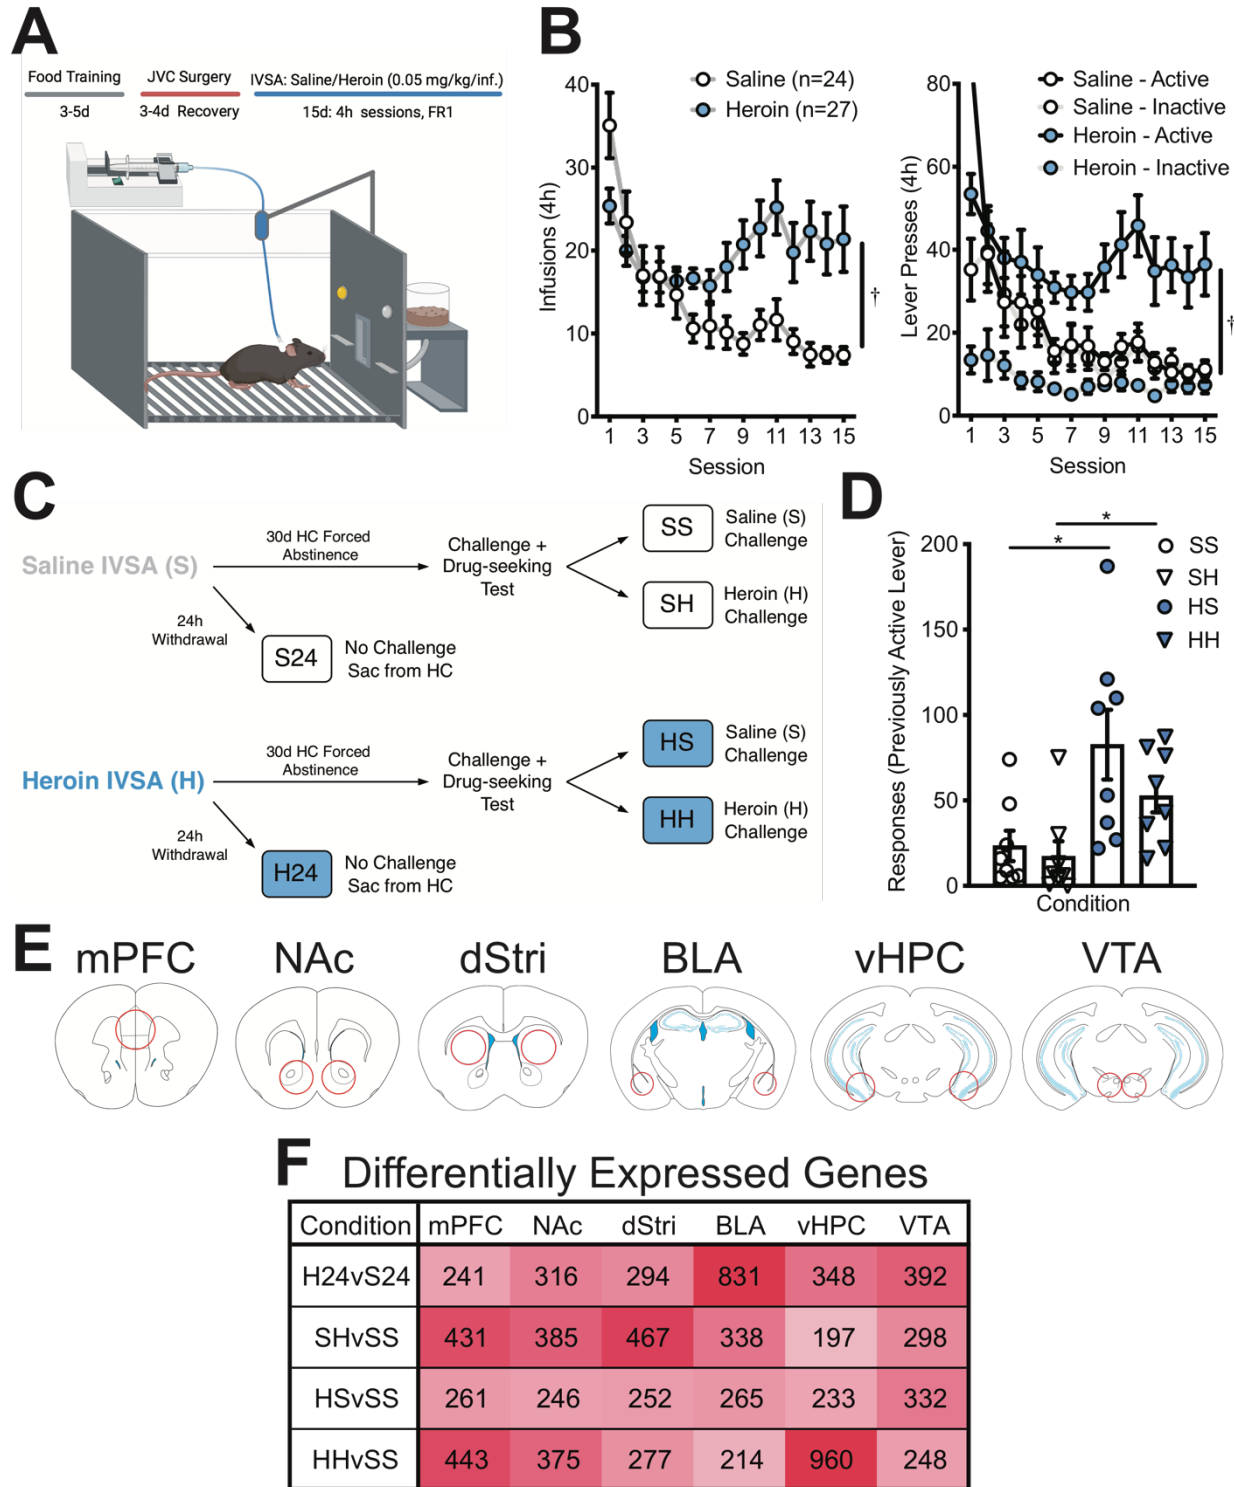 A
Food Training
JVC Surgery
IVSA: Saline/Heroin (0.05 mg/kg/inf.)
3-5d
3-4d Recovery
15d: 4h sessions, FR1
B
Infusions (4h)
40
30
20
10
0
1 3 5 7 9 11 13 15
Session
Saline (n=24)
Heroin (n=27)
†
Lever Presses (4h)
80
60
40
20
0
1 3 5 7 9 11 13 15
Session
Saline - Active
Saline - Inactive
Heroin - Active
Heroin - Inactive
†
C
Saline IVSA (S)
30d HC Forced
Abstinence
Challenge +
Drug-seeking
Test
SS
Saline (S)
Challenge
SH
Heroin (H)
Challenge
24h
Withdrawal
S24
No Challenge
Sac from HC
Heroin IVSA (H)
30d HC Forced
Abstinence
Challenge +
Drug-seeking
Test
HS
Saline (S)
Challenge
HH
Heroin (H)
Challenge
24h
Withdrawal
H24
No Challenge
Sac from HC
D
Responses (Previously Active Lever)
200
150
100
50
0
Condition
*
*
SS
SH
HS
HH
E
mPFC NAc dStri BLA vHPC VTA
F
Differentially Expressed Genes
Condition mPFC NAc dStri BLA vHPC VTA
H24vS24 241 316 294 831 348 392
SHvSS 431 385 467 338 197 298
HSvSS 261 246 252 265 233 332
HHvSS 443 375 277 214 960 248